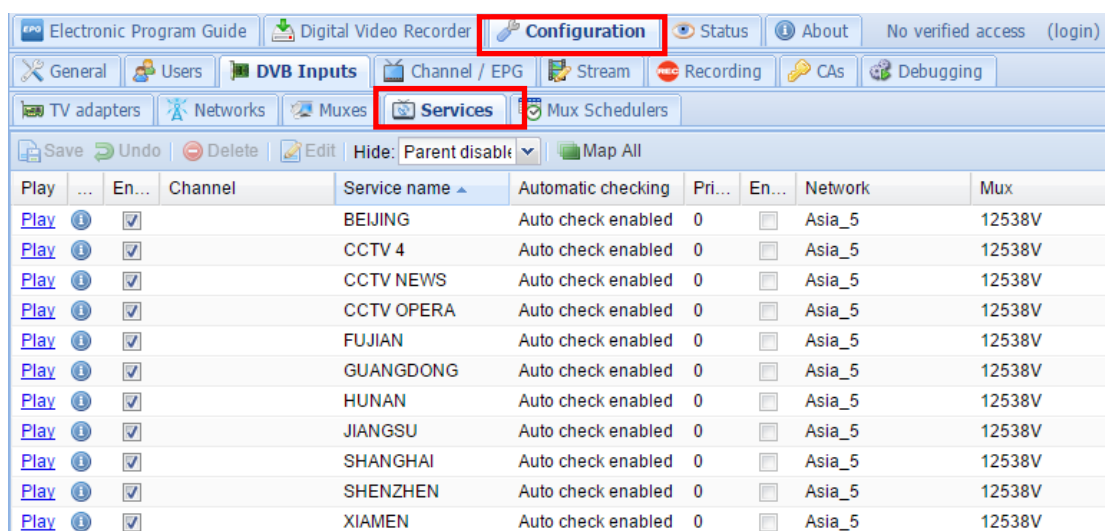 EPG Electronic Program Guide Digital Video Recorder Configuration Status About No verified access (login)
General Users DVB Inputs Channel / EPG Stream REC Recording CAs Debugging
TV adapters Networks Muxes Services Mux Schedulers
Save Undo Delete Edit Hide: Parent disable Map All
Play ... En... Channel Service name Automatic checking Pri... En... Network Mux
Play BEIJING Auto check enabled 0 Asia_5 12538V
Play CCTV 4 Auto check enabled 0 Asia_5 12538V
Play CCTV NEWS Auto check enabled 0 Asia_5 12538V
Play CCTV OPERA Auto check enabled 0 Asia_5 12538V
Play FUJIAN Auto check enabled 0 Asia_5 12538V
Play GUANGDONG Auto check enabled 0 Asia_5 12538V
Play HUNAN Auto check enabled 0 Asia_5 12538V
Play JIANGSU Auto check enabled 0 Asia_5 12538V
Play SHANGHAI Auto check enabled 0 Asia_5 12538V
Play SHENZHEN Auto check enabled 0 Asia_5 12538V
Play XIAMEN Auto check enabled 0 Asia_5 12538V